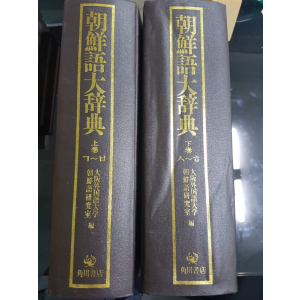 朝鮮語大辞典
上巻
ㄱ〜ㅂ
大阪外国語大学
朝鮮語研究室
編
角川書店
朝鮮語大辞典
下巻
ㅅ〜ㅎ
大阪外国語大学
朝鮮語研究室
編
角川書店